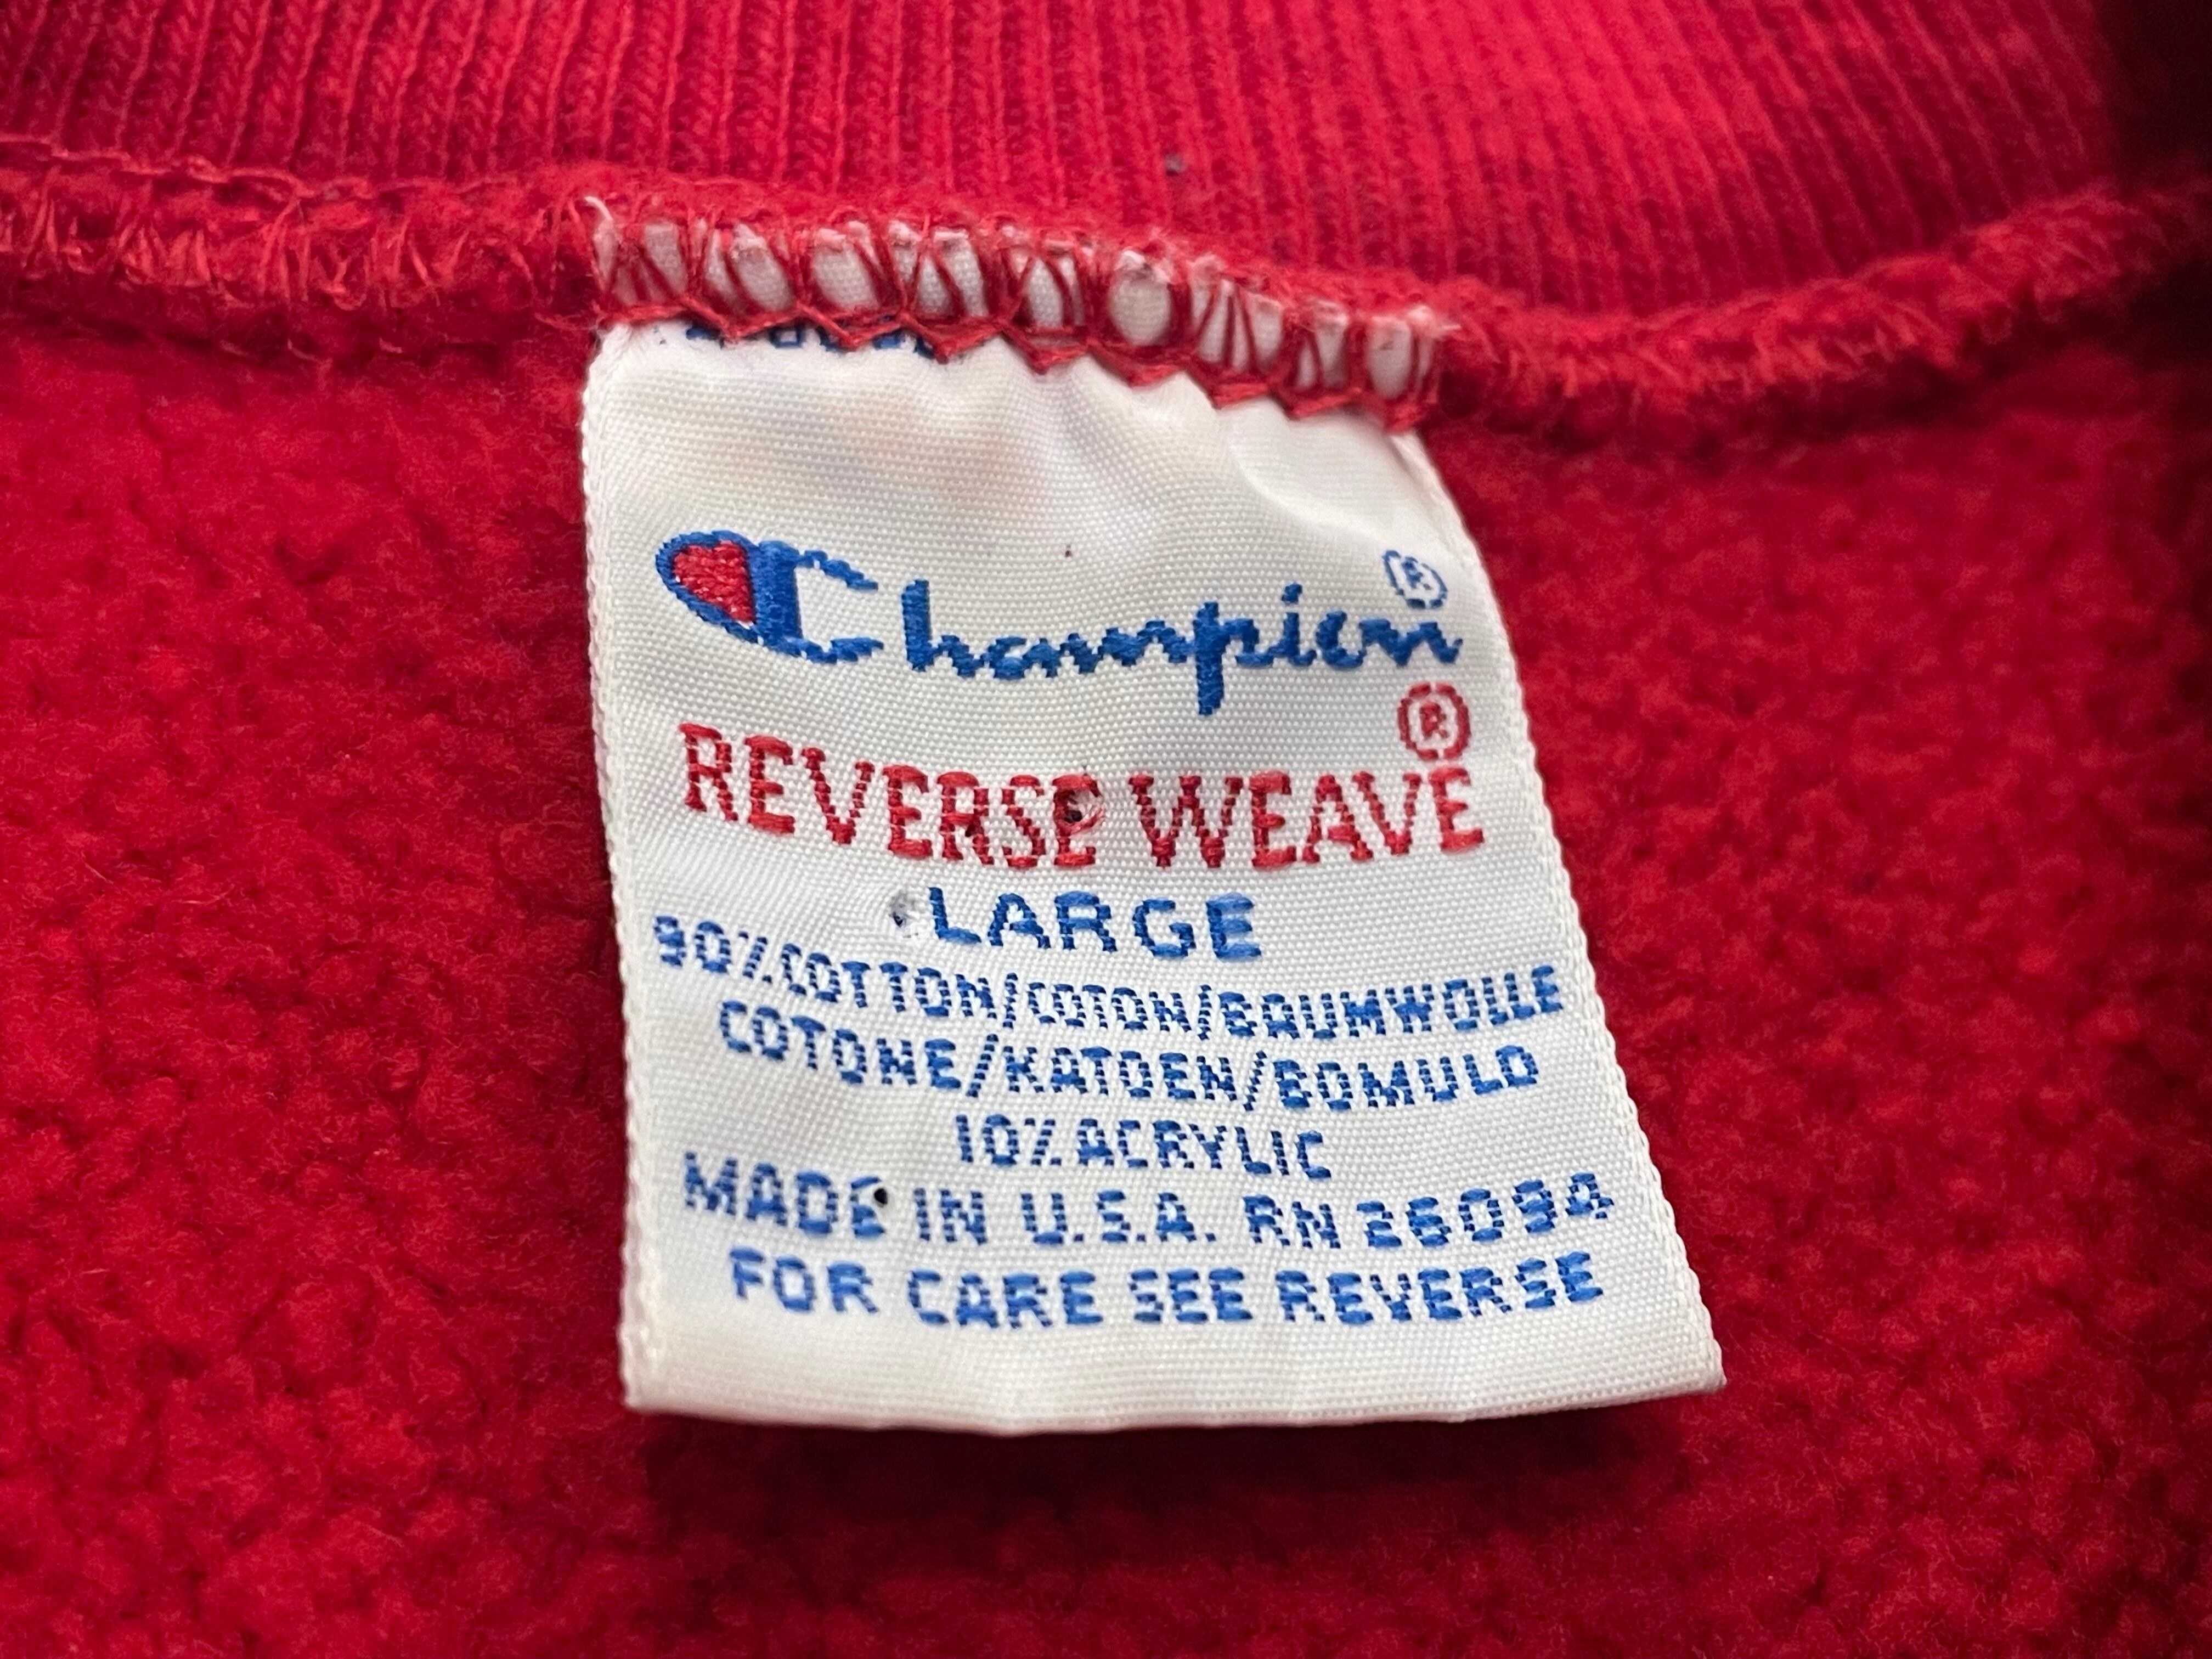 Champion®
REVERSE WEAVE®
LARGE
90% COTTON/COTON/BAUMWOLLE
COTONE/KATOEN/BOMULD
10% ACRYLIC
MADE IN U.S.A. RN 26094
FOR CARE SEE REVERSE